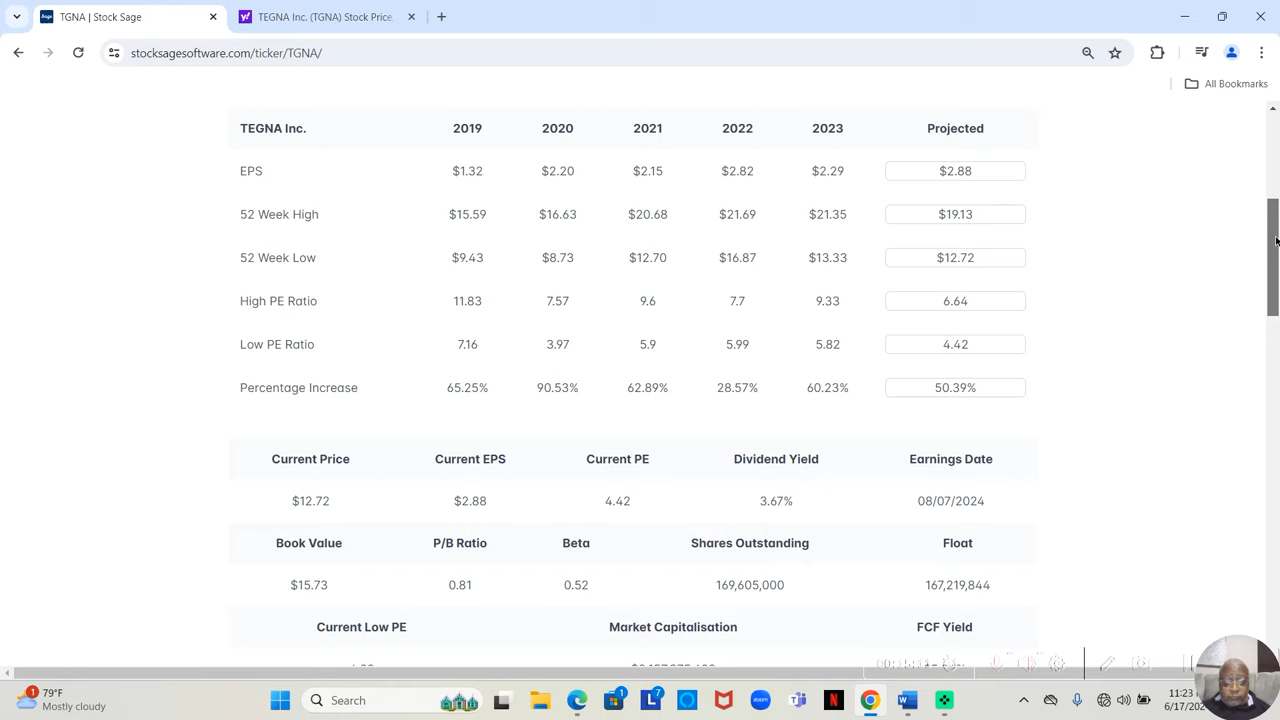 TGNA | Stock Sage
TEGNA Inc. (TGNA) Stock Price,
stocksagesoftware.com/ticker/TGNA/
All Bookmarks
TEGNA Inc. 2019 2020 2021 2022 2023 Projected
EPS $1.32 $2.20 $2.15 $2.82 $2.29 $2.88
52 Week High $15.59 $16.63 $20.68 $21.69 $21.35 $19.13
52 Week Low $9.43 $8.73 $12.70 $16.87 $13.33 $12.72
High PE Ratio 11.83 7.57 9.6 7.7 9.33 6.64
Low PE Ratio 7.16 3.97 5.9 5.99 5.82 4.42
Percentage Increase 65.25% 90.53% 62.89% 28.57% 60.23% 50.39%
Current Price Current EPS Current PE Dividend Yield Earnings Date
$12.72 $2.88 4.42 3.67% 08/07/2024
Book Value P/B Ratio Beta Shares Outstanding Float
$15.73 0.81 0.52 169,605,000 167,219,844
Current Low PE Market Capitalisation FCF Yield
1 79°F
Mostly cloudy
Search
1
7
zoom
11:23
6/17/